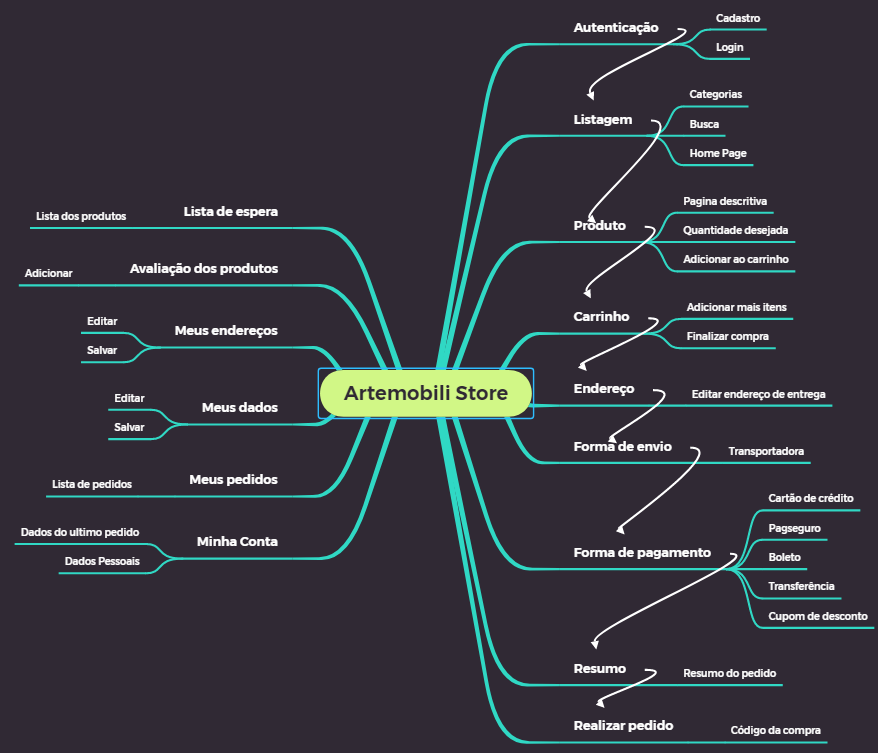 Artemobili Store
Autenticação
Cadastro
Login
Listagem
Categorias
Busca
Home Page
Produto
Pagina descritiva
Quantidade desejada
Adicionar ao carrinho
Carrinho
Adicionar mais itens
Finalizar compra
Endereço
Editar endereço de entrega
Forma de envio
Transportadora
Forma de pagamento
Cartão de crédito
Pagseguro
Boleto
Transferência
Cupom de desconto
Resumo
Resumo do pedido
Realizar pedido
Código da compra
Lista de espera
Lista dos produtos
Avaliação dos produtos
Adicionar
Meus endereços
Editar
Salvar
Meus dados
Editar
Salvar
Meus pedidos
Lista de pedidos
Minha Conta
Dados do ultimo pedido
Dados Pessoais